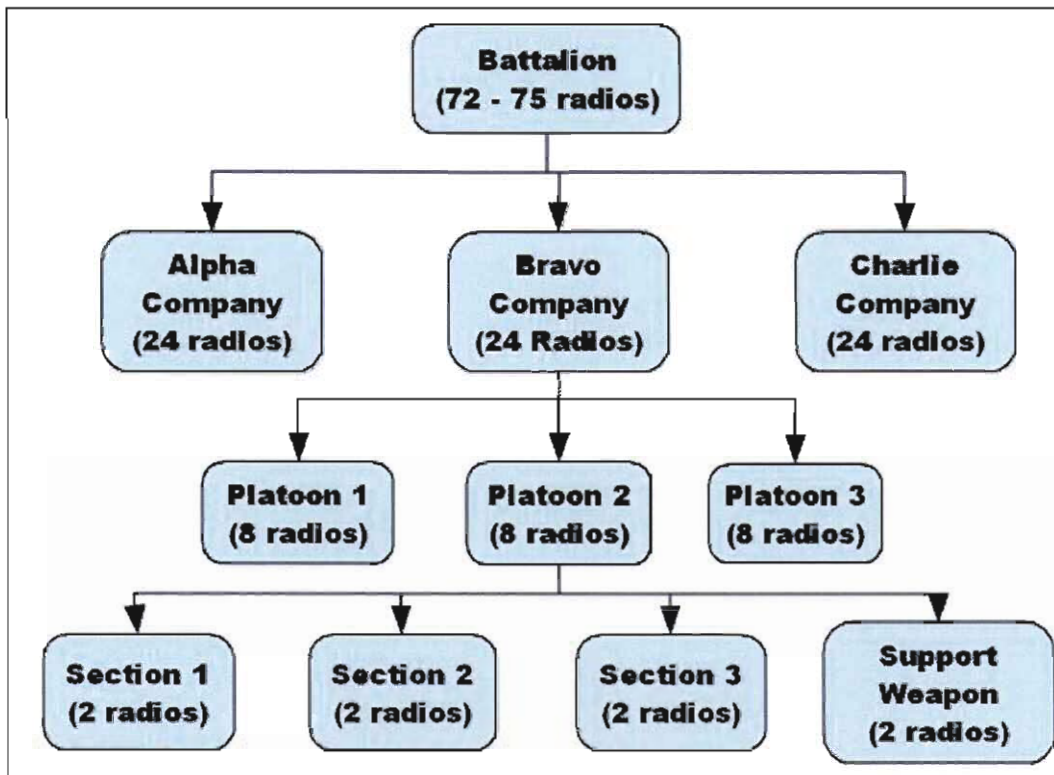 Battalion
(72 - 75 radios)
Alpha
Company
(24 radios)
Bravo
Company
(24 Radios)
Charlie
Company
(24 radios)
Platoon 1
(8 radios)
Platoon 2
(8 radios)
Platoon 3
(8 radios)
Section 1
(2 radios)
Section 2
(2 radios)
Section 3
(2 radios)
Support
Weapon
(2 radios)